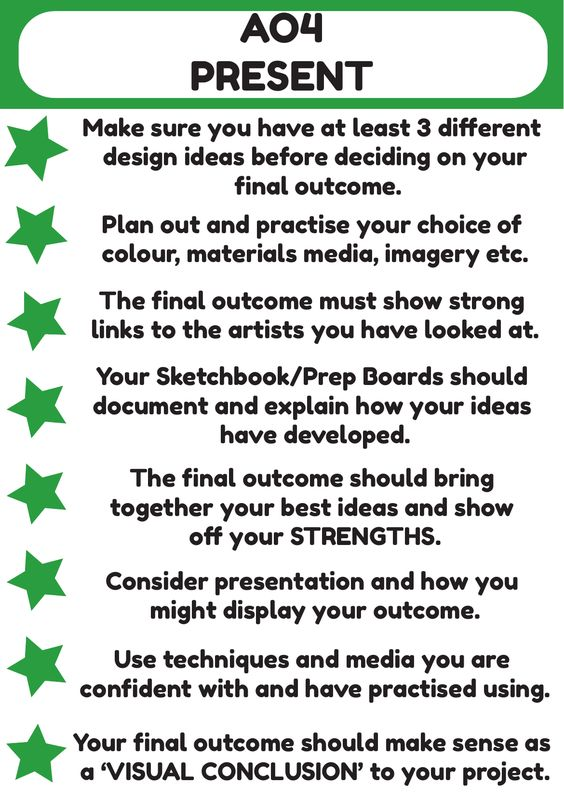 AO4
PRESENT
Make sure you have at least 3 different
design ideas before deciding on your
final outcome.
Plan out and practise your choice of
colour, materials media, imagery etc.
The final outcome must show strong
links to the artists you have looked at.
Your Sketchbook/Prep Boards should
document and explain how your ideas
have developed.
The final outcome should bring
together your best ideas and show
off your STRENGTHS.
Consider presentation and how you
might display your outcome.
Use techniques and media you are
confident with and have practised using.
Your final outcome should make sense as
a ‘VISUAL CONCLUSION’ to your project.